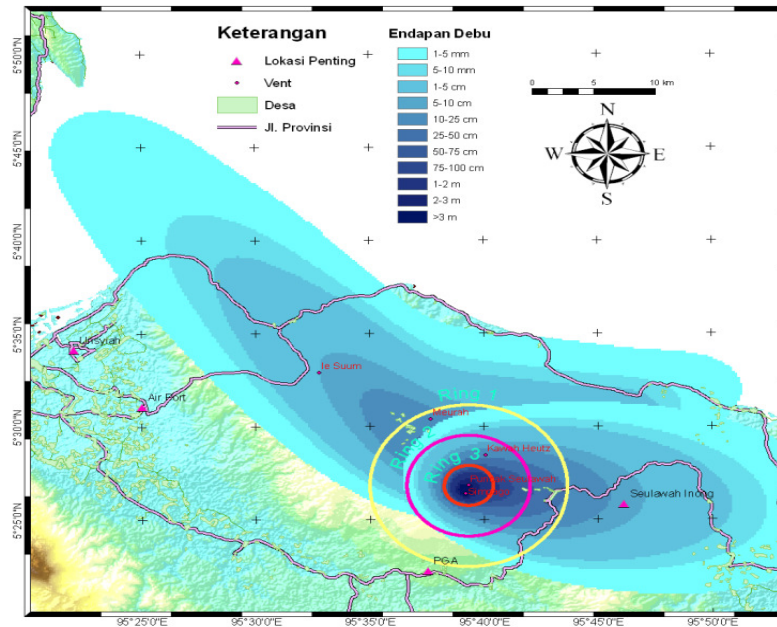 Keterangan
Lokasi Penting
Vent
Desa
Jl. Provinsi
Endapan Debu
1-5 mm
5-10 mm
1-5 cm
5-10 cm
10-25 cm
25-50 cm
50-75 cm
75-100 cm
1-2 m
2-3 m
>3 m
0 5 10 km
N
W E
S
5°50'0"N
5°45'0"N
5°40'0"N
5°35'0"N
5°30'0"N
5°25'0"N
Unsyiah
Air Port
Ie Suum
Ring 1
Meuran
Ring 2
Ring 3
Kawah Heutz
Seulawah Inong
PGA
95°25'0"E 95°30'0"E 95°35'0"E 95°40'0"E 95°45'0"E 95°50'0"E